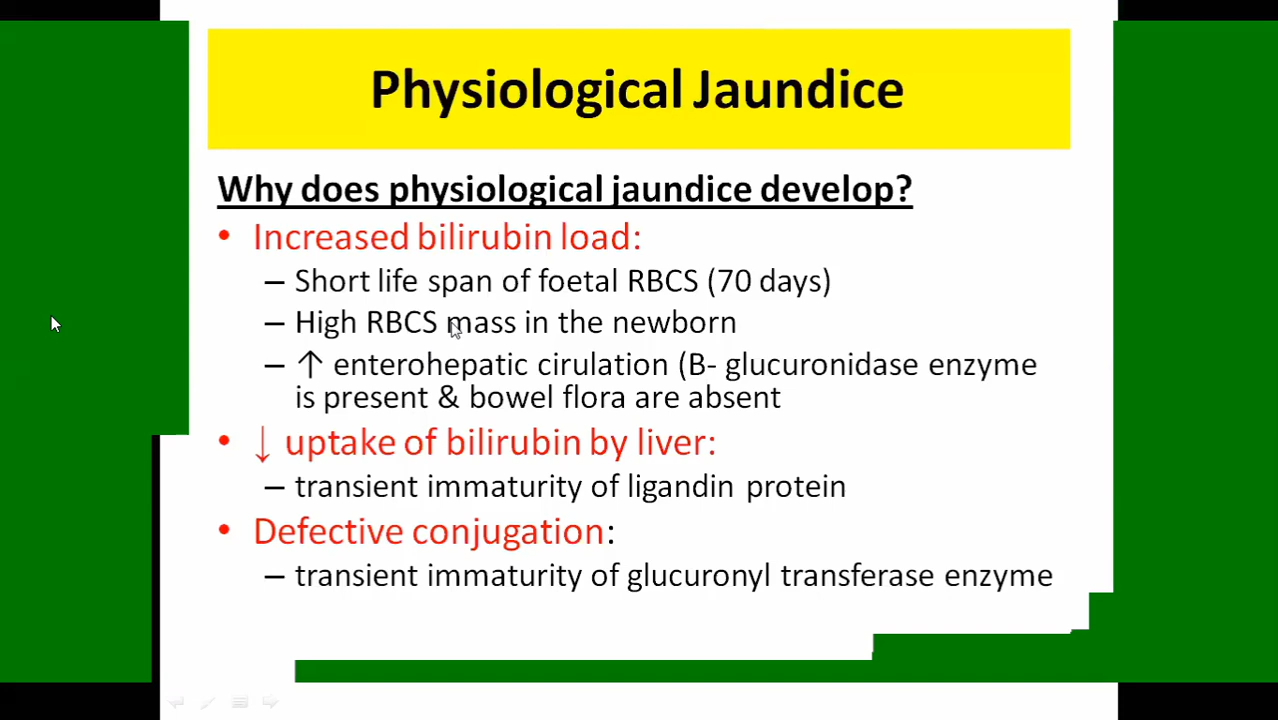 Physiological Jaundice
Why does physiological jaundice develop?
• Increased bilirubin load:
– Short life span of foetal RBCS (70 days)
– High RBCS mass in the newborn
– ↑ enterohepatic cirulation (B- glucuronidase enzyme
is present & bowel flora are absent
• ↓ uptake of bilirubin by liver:
– transient immaturity of ligandin protein
• Defective conjugation:
– transient immaturity of glucuronyl transferase enzyme